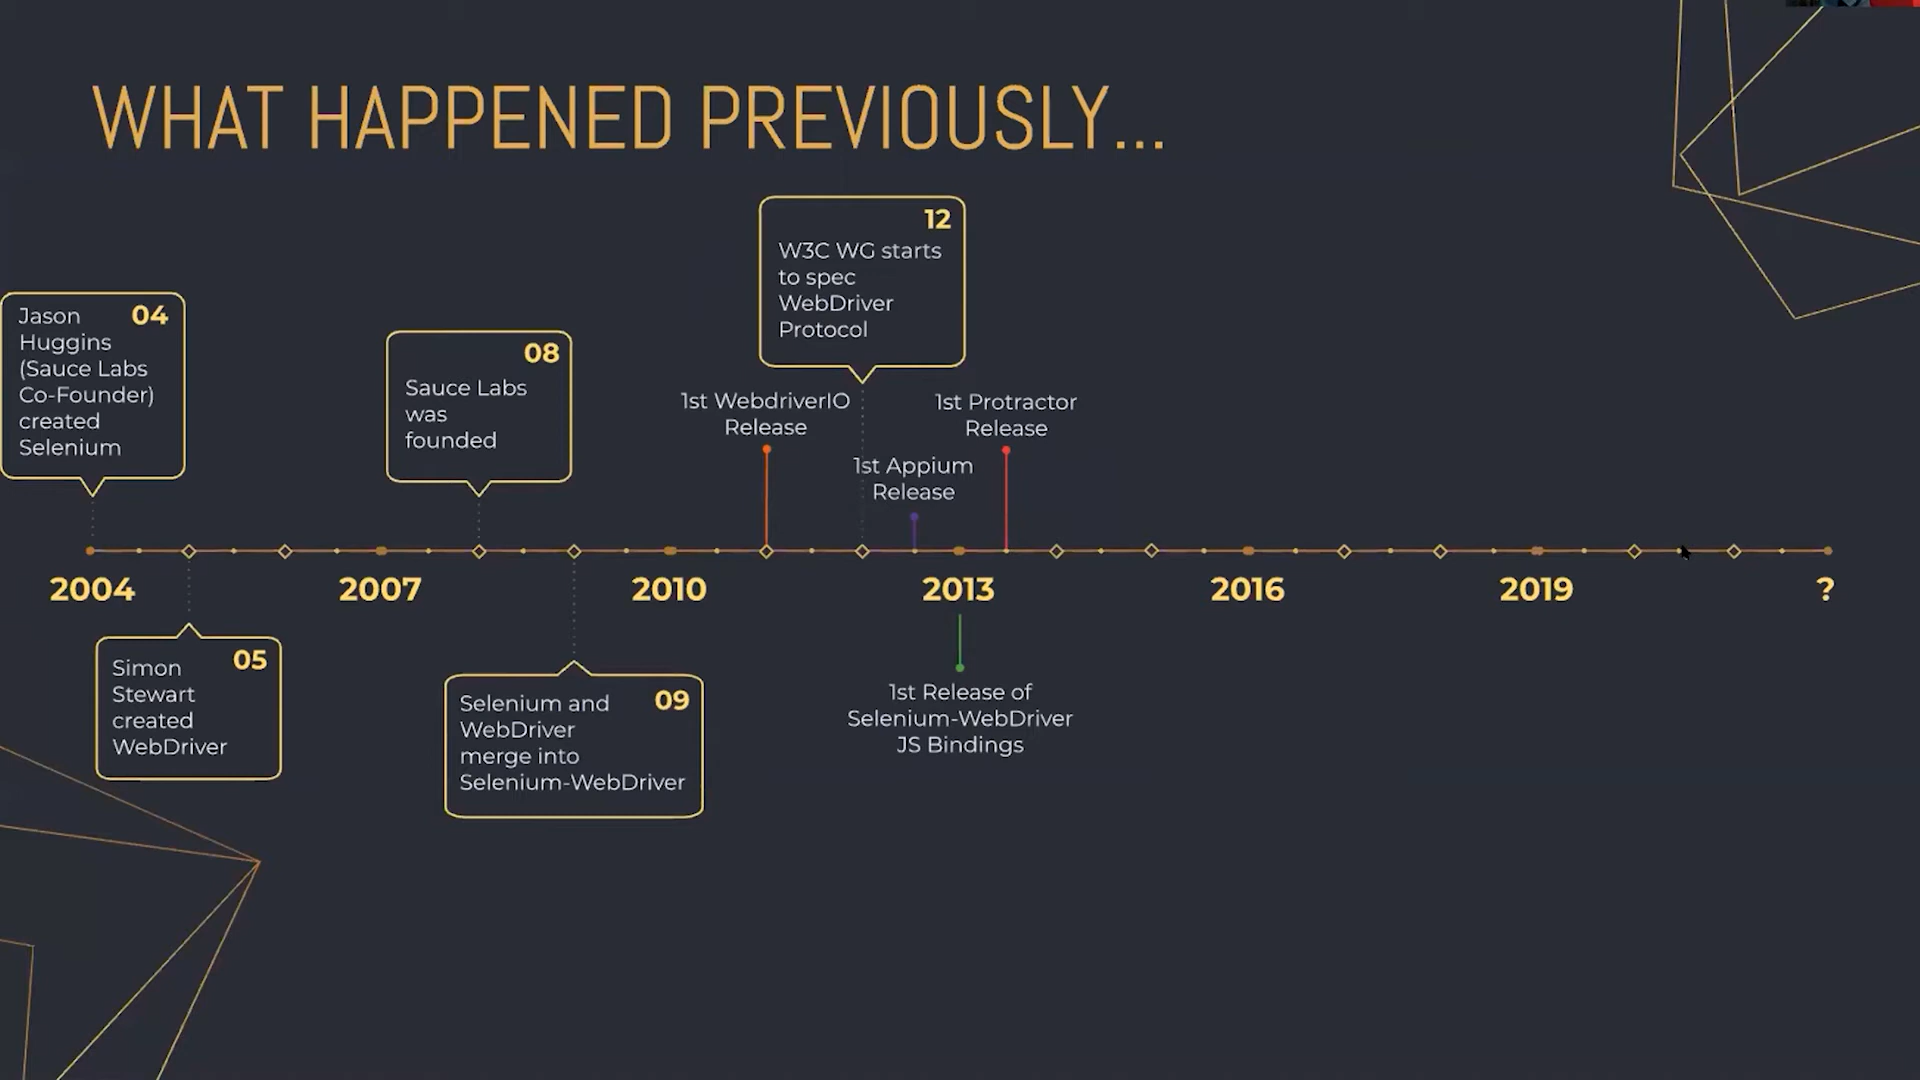 WHAT HAPPENED PREVIOUSLY...
04
Jason
Huggins
(Sauce Labs
Co-Founder)
created
Selenium
08
Sauce Labs
was
founded
12
W3C WG starts
to spec
WebDriver
Protocol
1st WebdriverIO
Release
1st Appium
Release
1st Protractor
Release
2004
2007
2010
2013
2016
2019
?
05
Simon
Stewart
created
WebDriver
09
Selenium and
WebDriver
merge into
Selenium-WebDriver
1st Release of
Selenium-WebDriver
JS Bindings